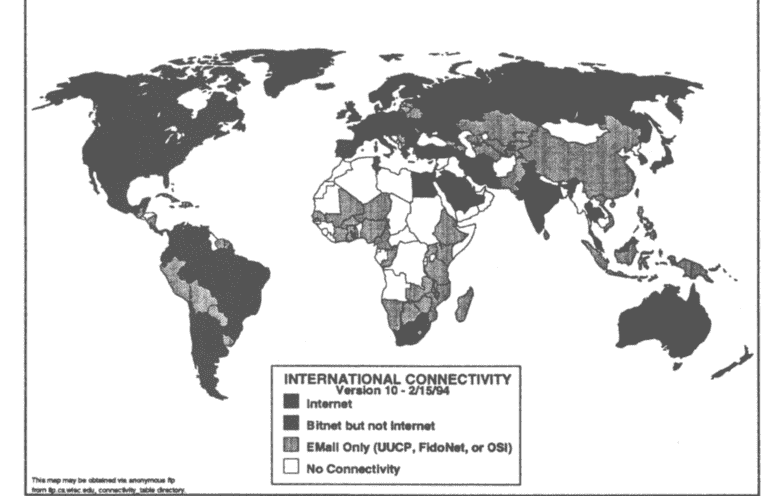 INTERNATIONAL CONNECTIVITY
Version 10 - 2/15/94
Internet
Bitnet but not Internet
EMail Only (UUCP, FidoNet, or OSI)
No Connectivity
This map may be obtained via anonymous ftp
from ftp.cs.wisc.edu, connectivity_table directory.